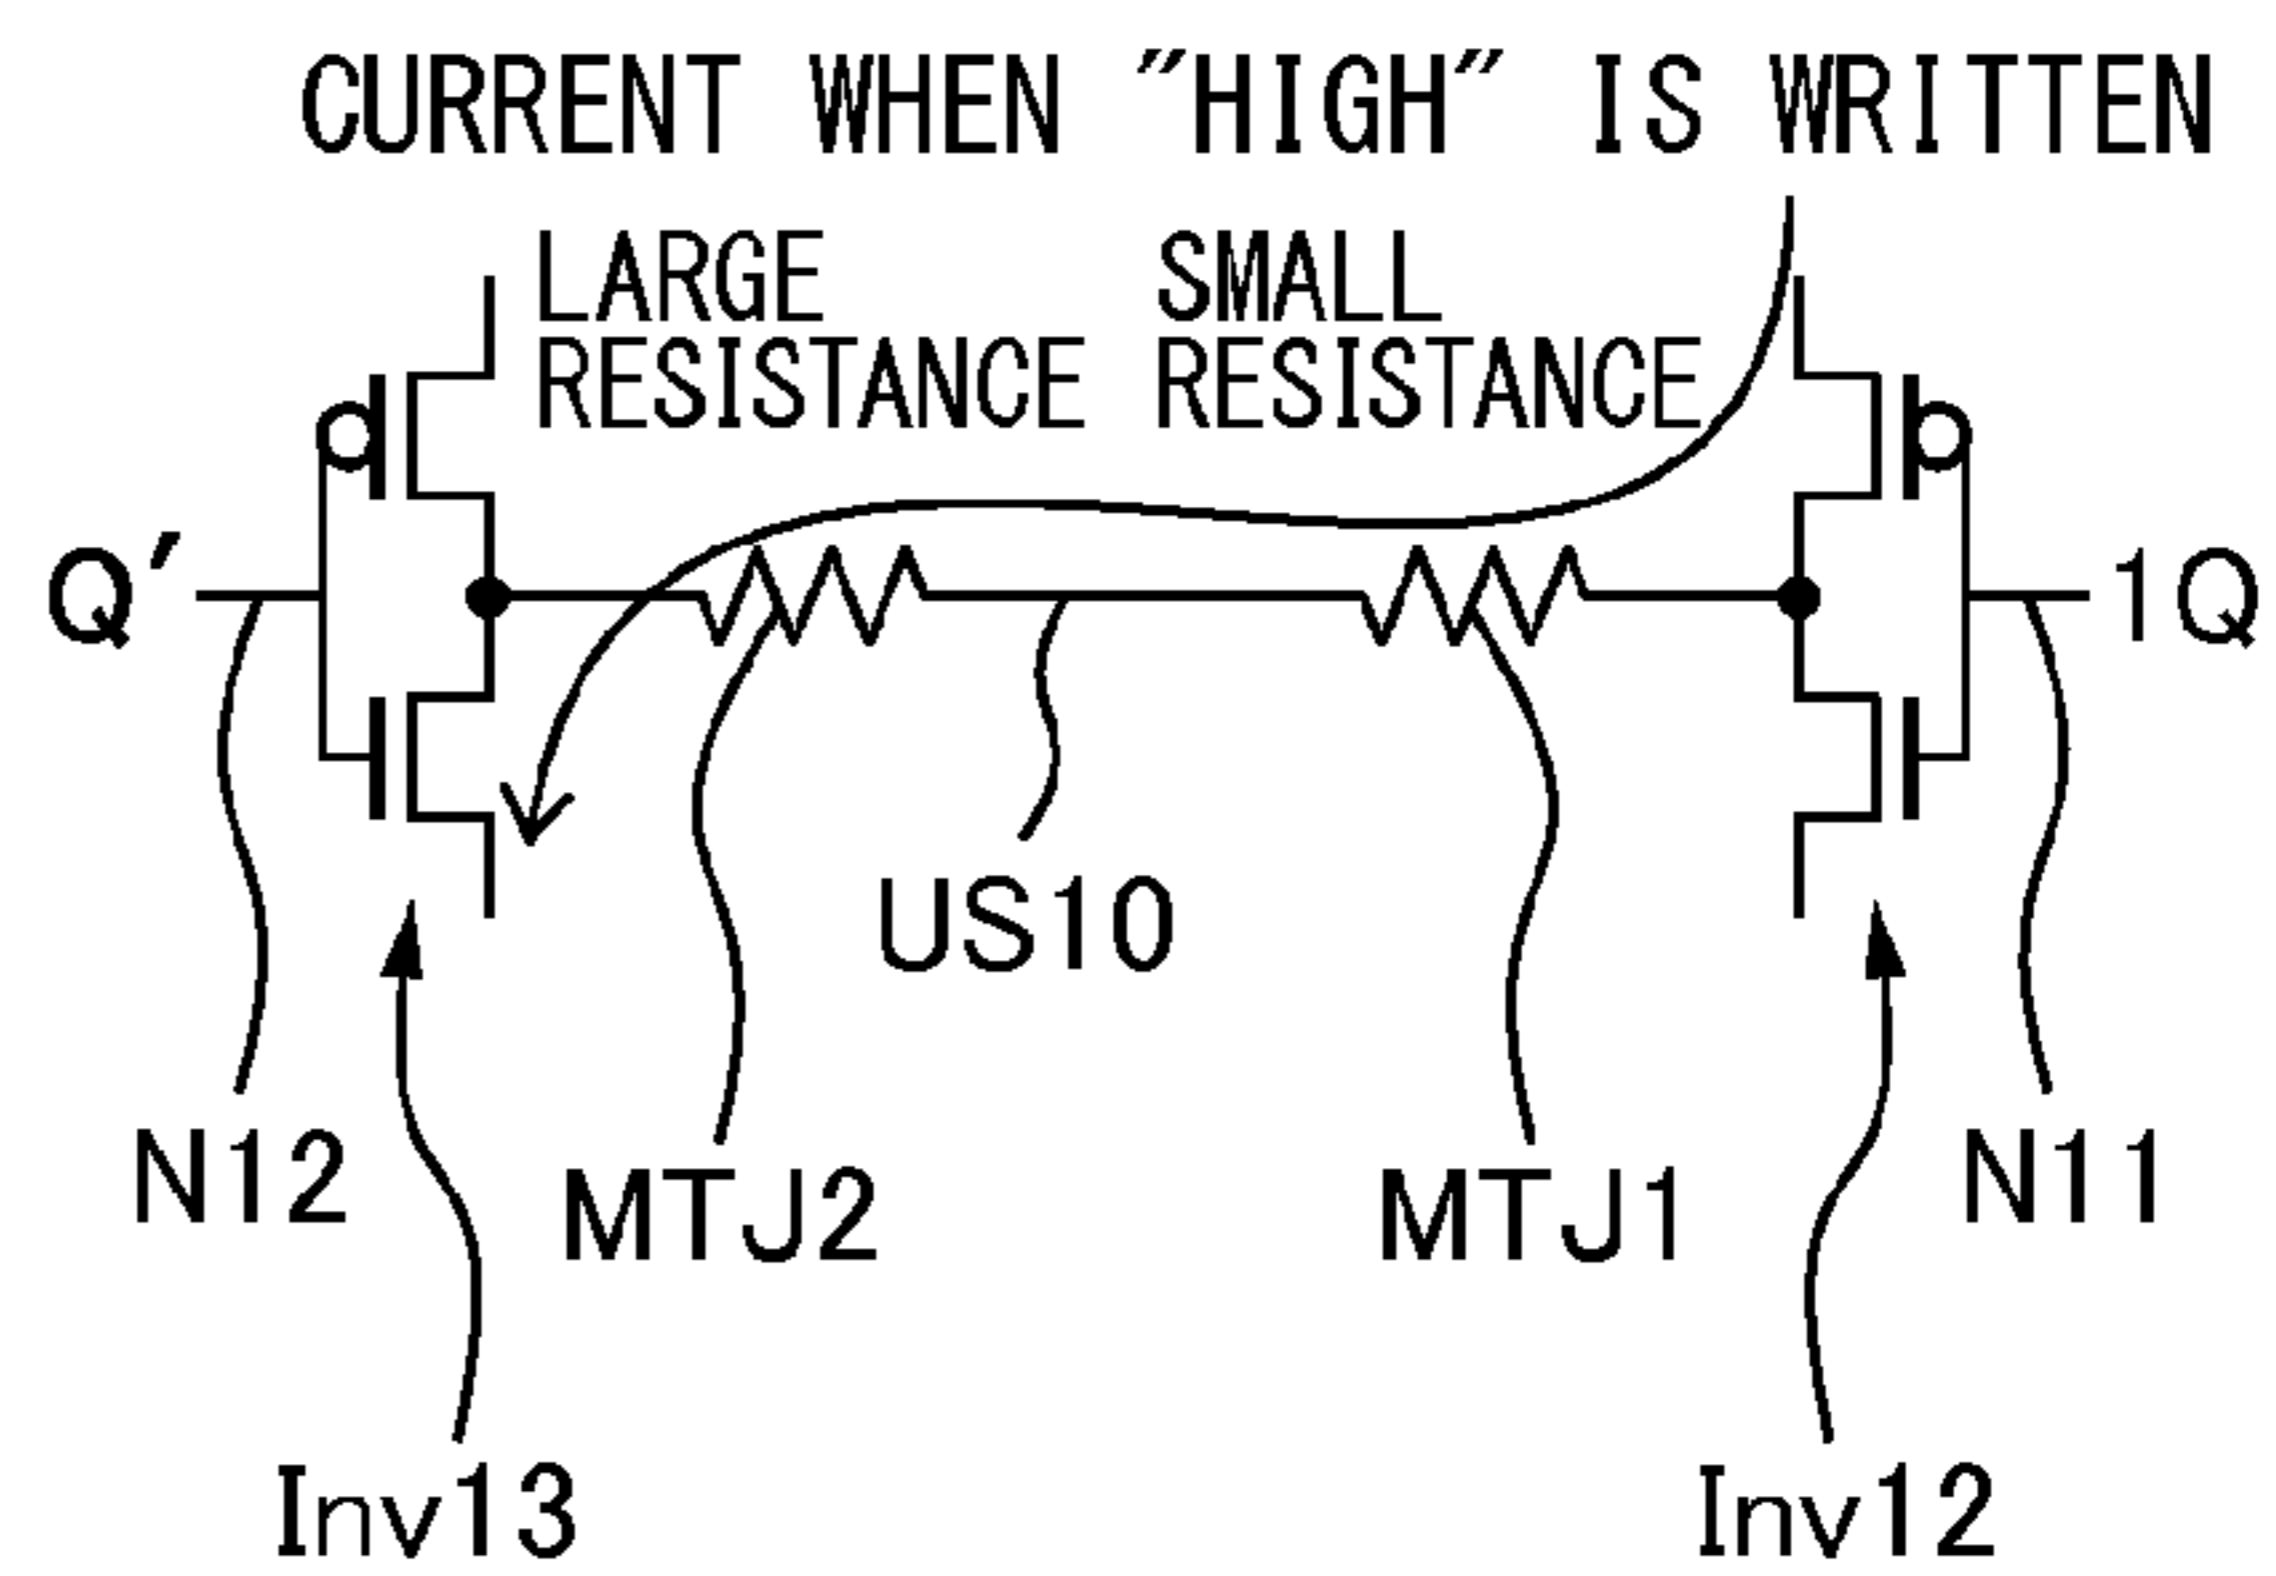 CURRENT WHEN "HIGH" IS WRITTEN
LARGE
RESISTANCE
SMALL
RESISTANCE
Q'
1Q
US10
N12
MTJ2
MTJ1
N11
Inv13
Inv12